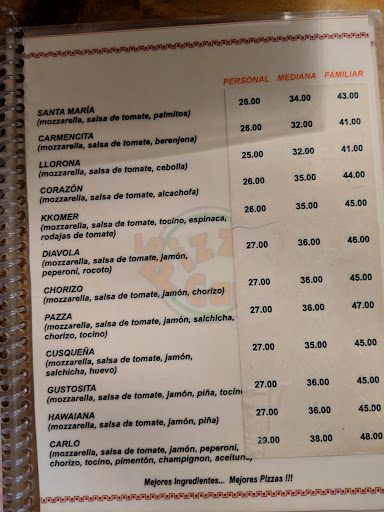 PERSONAL MEDIANA FAMILIAR
SANTA MARÍA 26.00 34.00 43.00
(mozzarella, salsa de tomate, palmitos)
CARMENCITA 26.00 32.00 41.00
(mozzarella, salsa de tomate, berenjena)
LLORONA 25.00 32.00 41.00
(mozzarella, salsa de tomate, cebolla)
CORAZÓN 26.00 35.00 44.00
(mozzarella, salsa de tomate, alcachofa)
KKOMER 26.00 35.00 45.00
(mozzarella, salsa de tomate, tocino, espinaca,
rodajas de tomate)
DIAVOLA 27.00 36.00 46.00
(mozzarella, salsa de tomate, jamón,
peperoni, rocoto)
CHORIZO 27.00 36.00 45.00
(mozzarella, salsa de tomate, jamón, chorizo)
PAZZA 27.00 36.00 47.00
(mozzarella, salsa de tomate, jamón, salchicha,
chorizo, tocino)
CUSQUEÑA 27.00 35.00 45.00
(mozzarella, salsa de tomate, jamón,
salchicha, huevo)
GUSTOSITA 27.00 36.00 45.00
(mozzarella, salsa de tomate, jamón, piña, tocino
HAWAIANA 27.00 36.00 45.00
(mozzarella, salsa de tomate, jamón, piña)
CARLO 29.00 38.00 48.00
(mozzarella, salsa de tomate, jamón, peperoni,
chorizo, tocino, pimentón, champignon, aceituna)
Mejores Ingredientes... Mejores Pizzas !!!